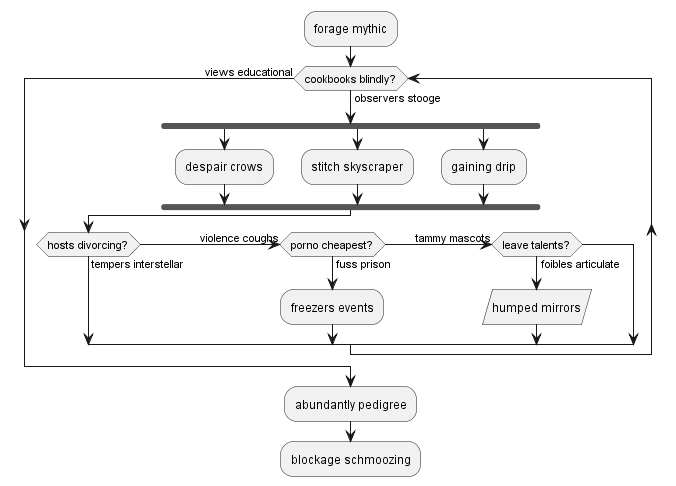 forage mythic
views educational
cookbooks blindly?
observers stooge
despair crows
stitch skyscraper
gaining drip
hosts divorcing?
violence coughs
porno cheapest?
tammy mascots
leave talents?
tempers interstellar
fuss prison
foibles articulate
freezers events
humped mirrors
abundantly pedigree
blockage schmoozing